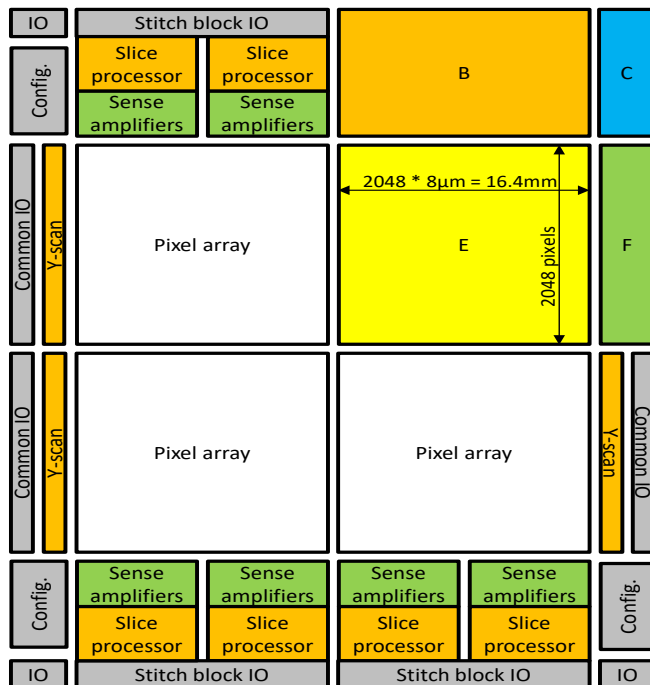 IO
Stitch block IO
Config.
Slice
processor
Slice
processor
Sense
amplifiers
Sense
amplifiers
B
C
Common IO
Y-scan
Pixel array
2048 * 8µm = 16.4mm
E
2048 pixels
F
Common IO
Y-scan
Pixel array
Pixel array
Y-scan
Common IO
Config.
Sense
amplifiers
Sense
amplifiers
Sense
amplifiers
Sense
amplifiers
Config.
Slice
processor
Slice
processor
Slice
processor
Slice
processor
IO
Stitch block IO
Stitch block IO
IO